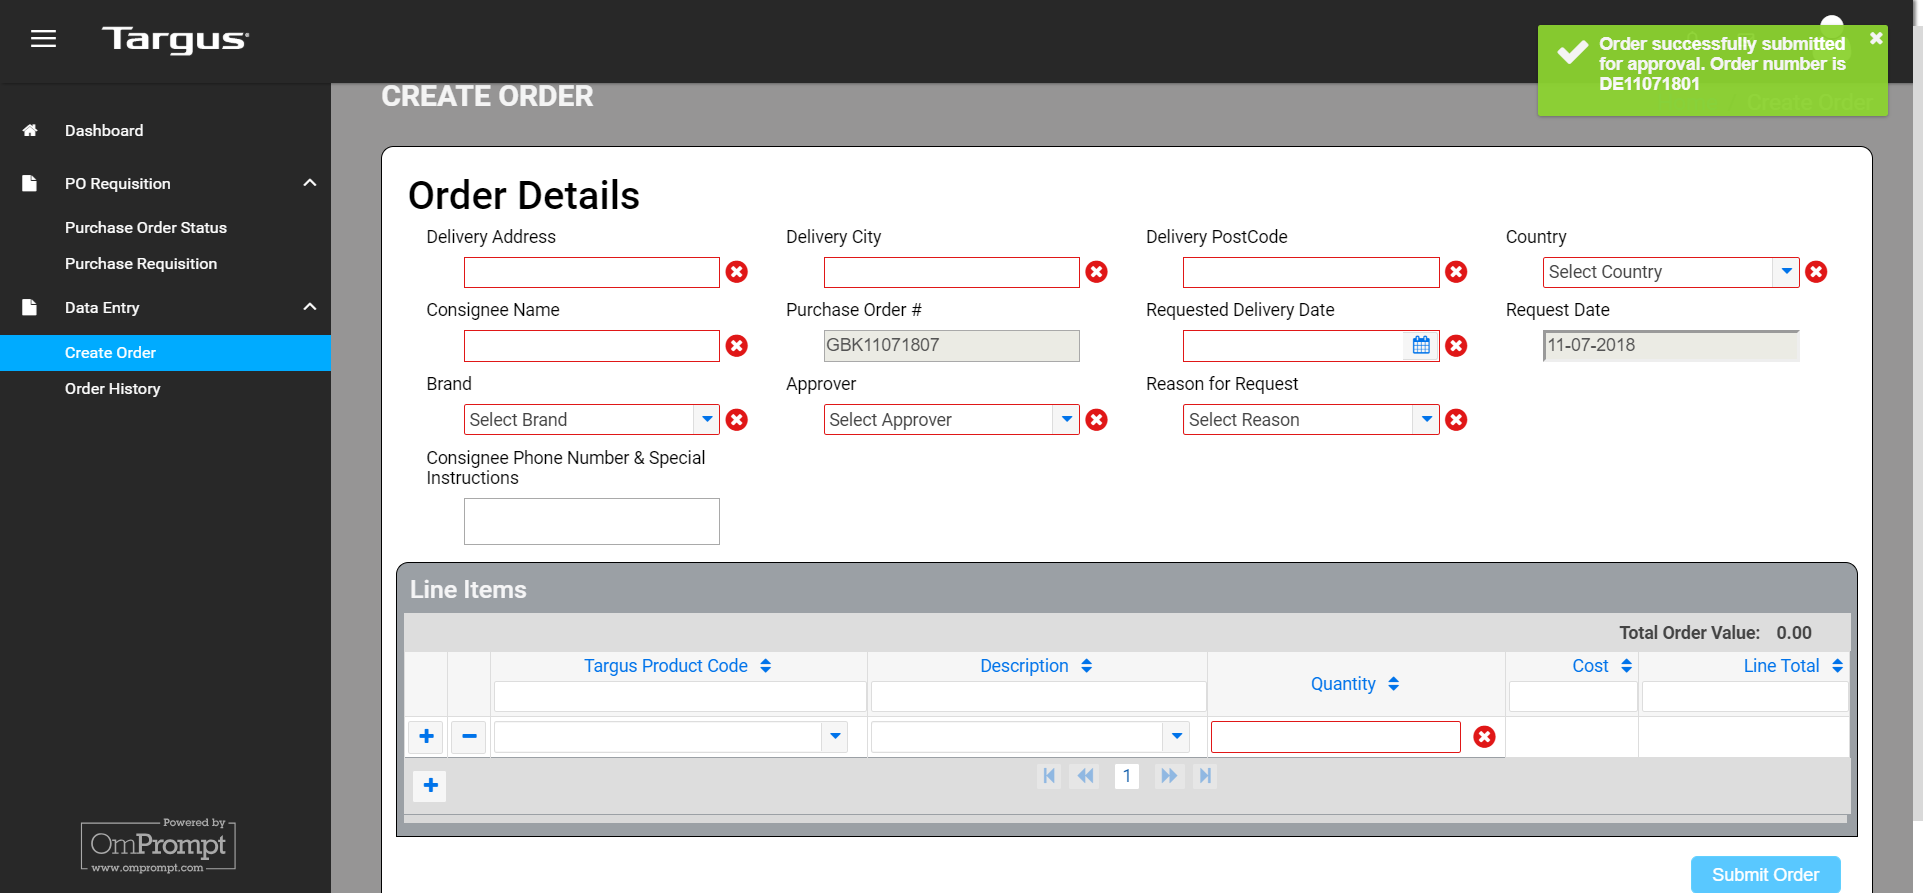 Targus
Order successfully submitted
for approval. Order number is
DE11071801
Create Order
Dashboard
PO Requisition
Purchase Order Status
Purchase Requisition
Data Entry
Create Order
Order History
Powered by
OmPrompt
www.omprompt.com
CREATE ORDER
Order Details
Delivery Address
Delivery City
Delivery PostCode
Country
Select Country
Consignee Name
Purchase Order #
GBK11071807
Requested Delivery Date
Request Date
11-07-2018
Brand
Select Brand
Approver
Select Approver
Reason for Request
Select Reason
Consignee Phone Number & Special
Instructions
Line Items
Total Order Value: 0.00
Targus Product Code
Description
Quantity
Cost
Line Total
1
Submit Order